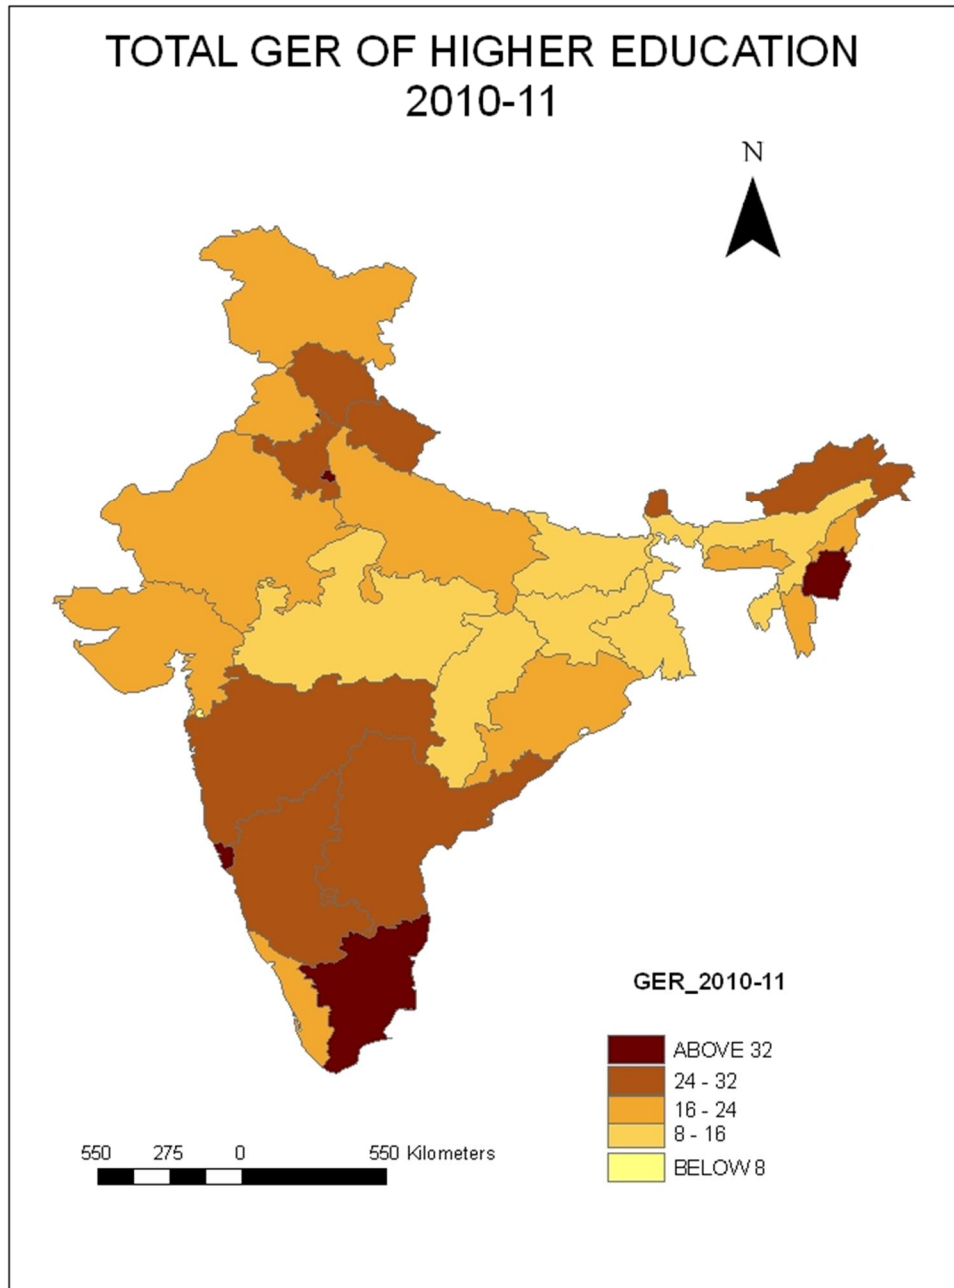 TOTAL GER OF HIGHER EDUCATION
2010-11
N
GER_2010-11
ABOVE 32
24 - 32
16 - 24
8 - 16
BELOW 8
550 275 0 550 Kilometers